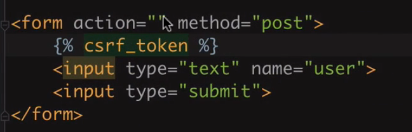 <form action="" method="post">
{% csrf_token %}
<input type="text" name="user">
<input type="submit">
</form>